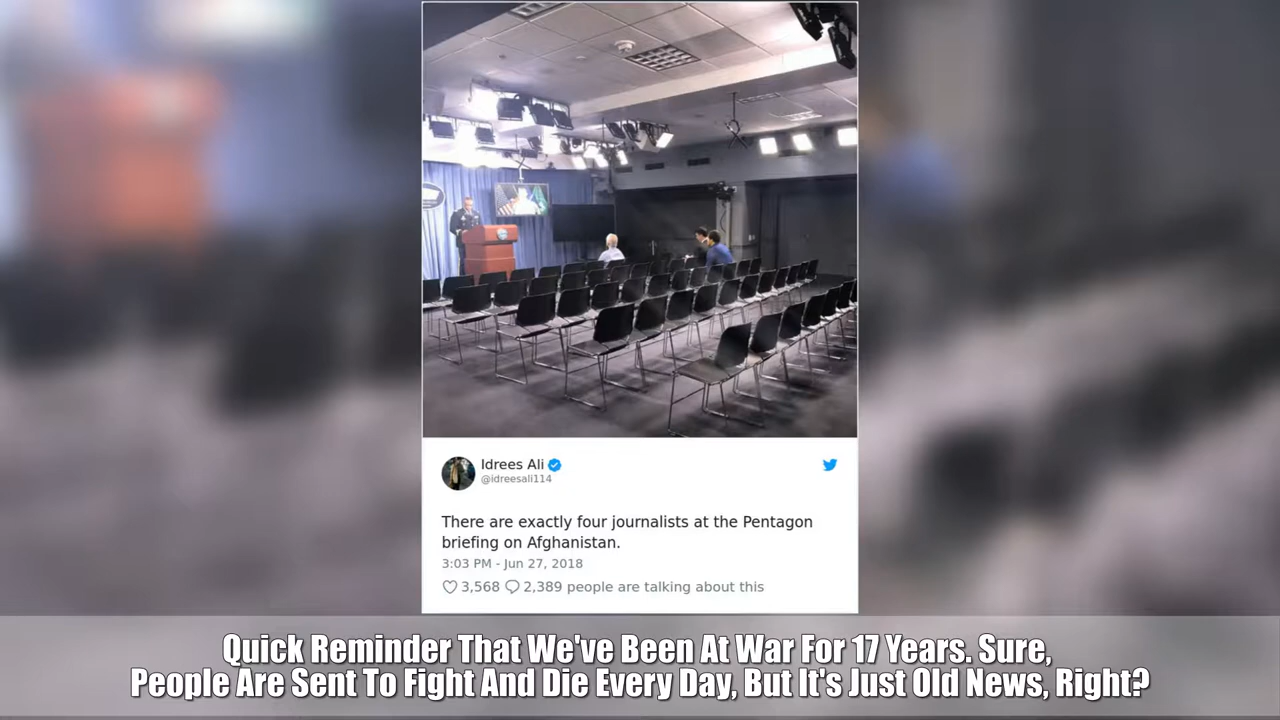 Idrees Ali
@idreesali114
There are exactly four journalists at the Pentagon
briefing on Afghanistan.
3:03 PM - Jun 27, 2018
3,568 2,389 people are talking about this
Quick Reminder That We've Been At War For 17 Years. Sure,
People Are Sent To Fight And Die Every Day, But It's Just Old News, Right?